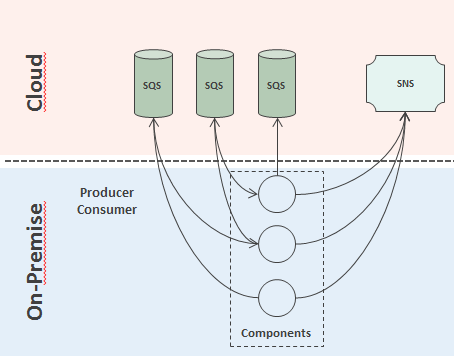 Cloud
SQS
SQS
SQS
SNS
On-Premise
Producer
Consumer
Components